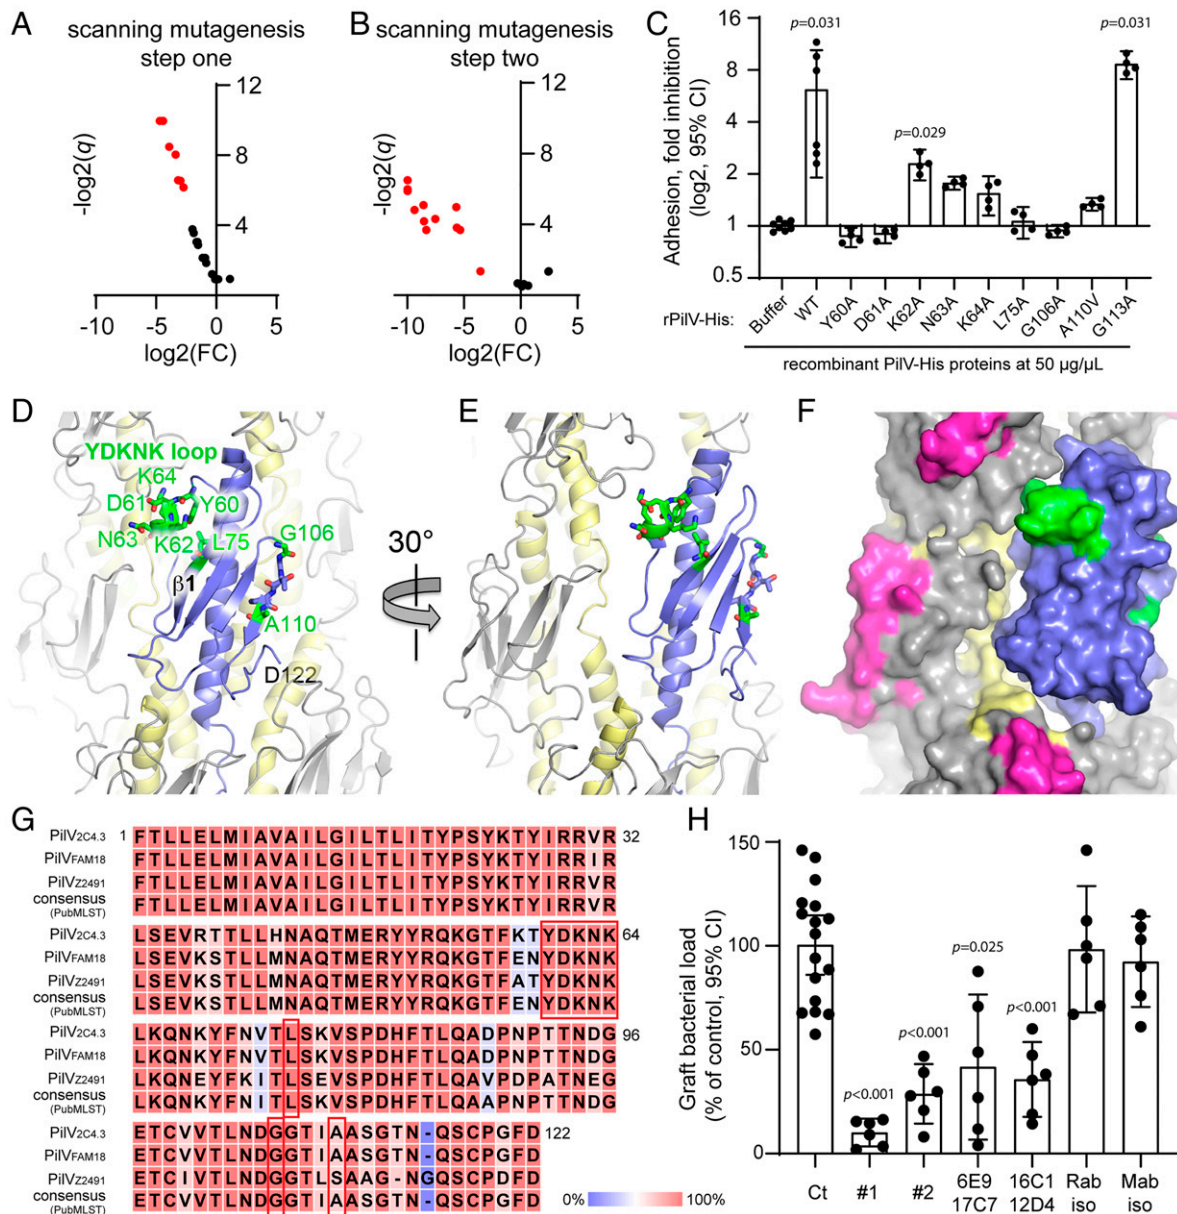 A
scanning mutagenesis
step one
-log2(q)
12
8
4
0
-10
-5
0
5
log2(FC)
B
scanning mutagenesis
step two
-log2(q)
12
8
4
0
-10
-5
0
5
log2(FC)
C
Adhesion, fold inhibition
(log2, 95% CI)
16
8
4
2
1
0.5
p=0.031
p=0.029
p=0.031
rPilV-His:
Buffer
WT
Y60A
D61A
K62A
N63A
K64A
L75A
G106A
A110V
G113A
recombinant PilV-His proteins at 50 µg/µL
D
YDKNK loop
K64
D61
Y60
N63
K62
L75
G106
β1
A110
D122
30°
E
F
G
PilV2C4.3 1 FTLLELMIAVAILGILTLITYPSYKTYIRRVR 32
PilVFAM18 FTLLELMIAVAILGILTLITYPSYKTYIRRIR
PilVZ2491 FTLLELMIAVAILGILTLITYPSYKTYIRRVR
consensus FTLLELMIAVAILGILTLITYPSYKTYIRRVR
(PubMLST)
PilV2C4.3 LSEVRTTLLHNAQTMERYYRQKGTFKTYDKNK 64
PilVFAM18 LSEVKSTLLMNAQTMERYYRQKGTFENYDKNK
PilVZ2491 LSEVKSTLLMNAQTMERYYRQKGTFATYDKNK
consensus LSEVKSTLLMNAQTMERYYRQKGTFENYDKNK
(PubMLST)
PilV2C4.3 LKQNKYFNVTLSKVSPDHFTLQADPNPTTNDG 96
PilVFAM18 LKQNKYFNVTLSKVSPDHFTLQADPNPTTNDG
PilVZ2491 LKQNEYFKITLSEVSPDHFTLQAVPDPATNEG
consensus LKQNKYFNITLSKVSPDHFTLQAAPNPTTNDG
(PubMLST)
PilV2C4.3 ETCVVTLNDGGTIAASGTN-QSCPGFD 122
PilVFAM18 ETCVVTLNDGGTIAASGTN-QSCPGFD
PilVZ2491 ETCIVTLNDGGTLSAAG-NGQSCPDFD
consensus ETCVVTLNDGGTIAASGTN-QSCPGFD
(PubMLST)
0% 100%
H
Graft bacterial load
(% of control, 95% CI)
150
100
50
0
p<0.001
p<0.001
p=0.025
p<0.001
Ct
#1
#2
6E9
17C7
16C1
12D4
Rab
iso
Mab
iso